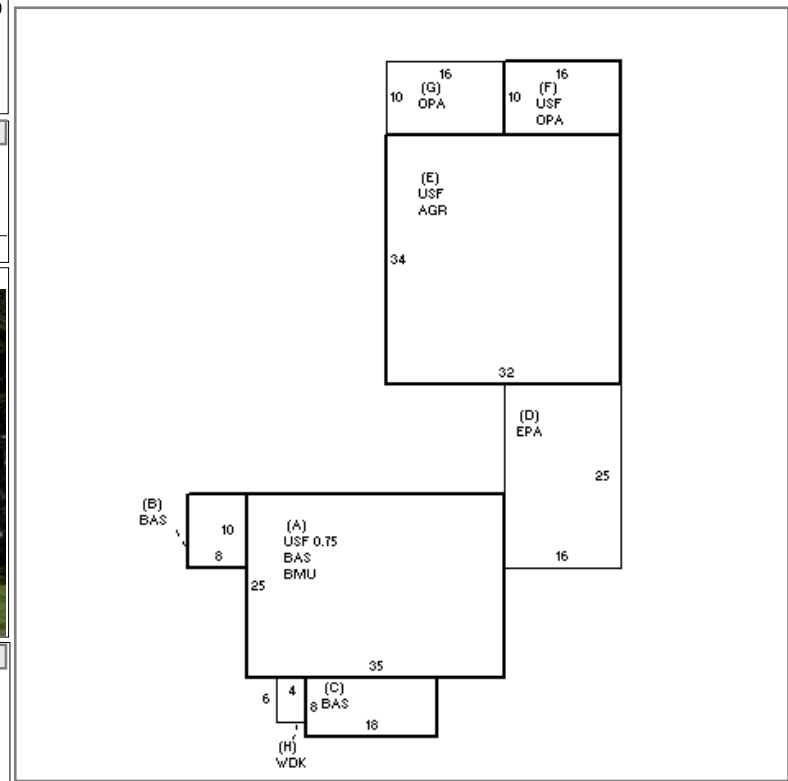 16
10
(G)
OPA
16
10
(F)
USF
OPA
(E)
USF
AGR
34
32
(D)
EPA
25
16
(B)
BAS
10
8
(A)
USF 0.75
BAS
BMU
25
35
6
4
(C)
8 BAS
18
(H)
WDK